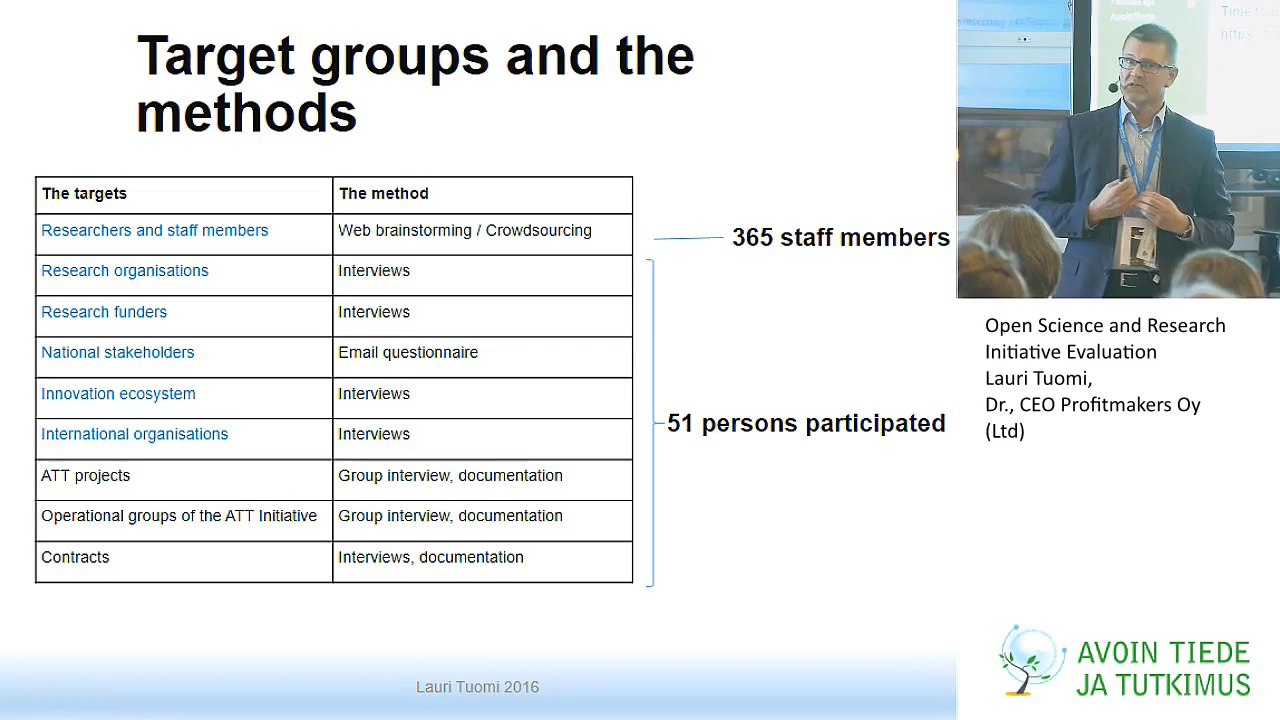 Target groups and the
methods
The targets The method
Researchers and staff members Web brainstorming / Crowdsourcing
Research organisations Interviews
Research funders Interviews
National stakeholders Email questionnaire
Innovation ecosystem Interviews
International organisations Interviews
ATT projects Group interview, documentation
Operational groups of the ATT Initiative Group interview, documentation
Contracts Interviews, documentation
365 staff members
51 persons participated
Lauri Tuomi 2016
Open Science and Research
Initiative Evaluation
Lauri Tuomi,
Dr., CEO Profitmakers Oy
(Ltd)
AVOIN TIEDE
JA TUTKIMUS